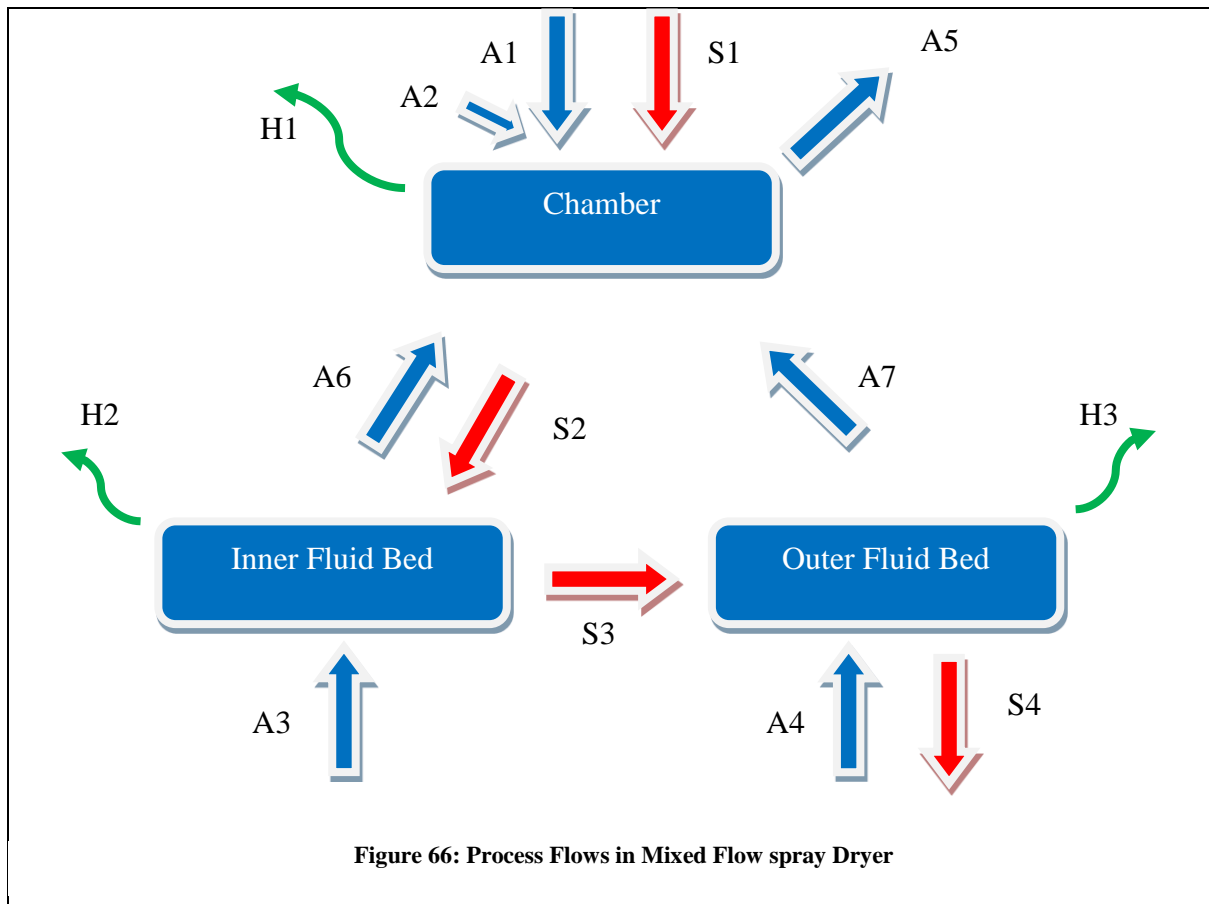 A1
S1
A5
A2
H1
Chamber
A6
A7
H2
S2
H3
Inner Fluid Bed
Outer Fluid Bed
S3
A3
A4
S4
Figure 66: Process Flows in Mixed Flow spray Dryer